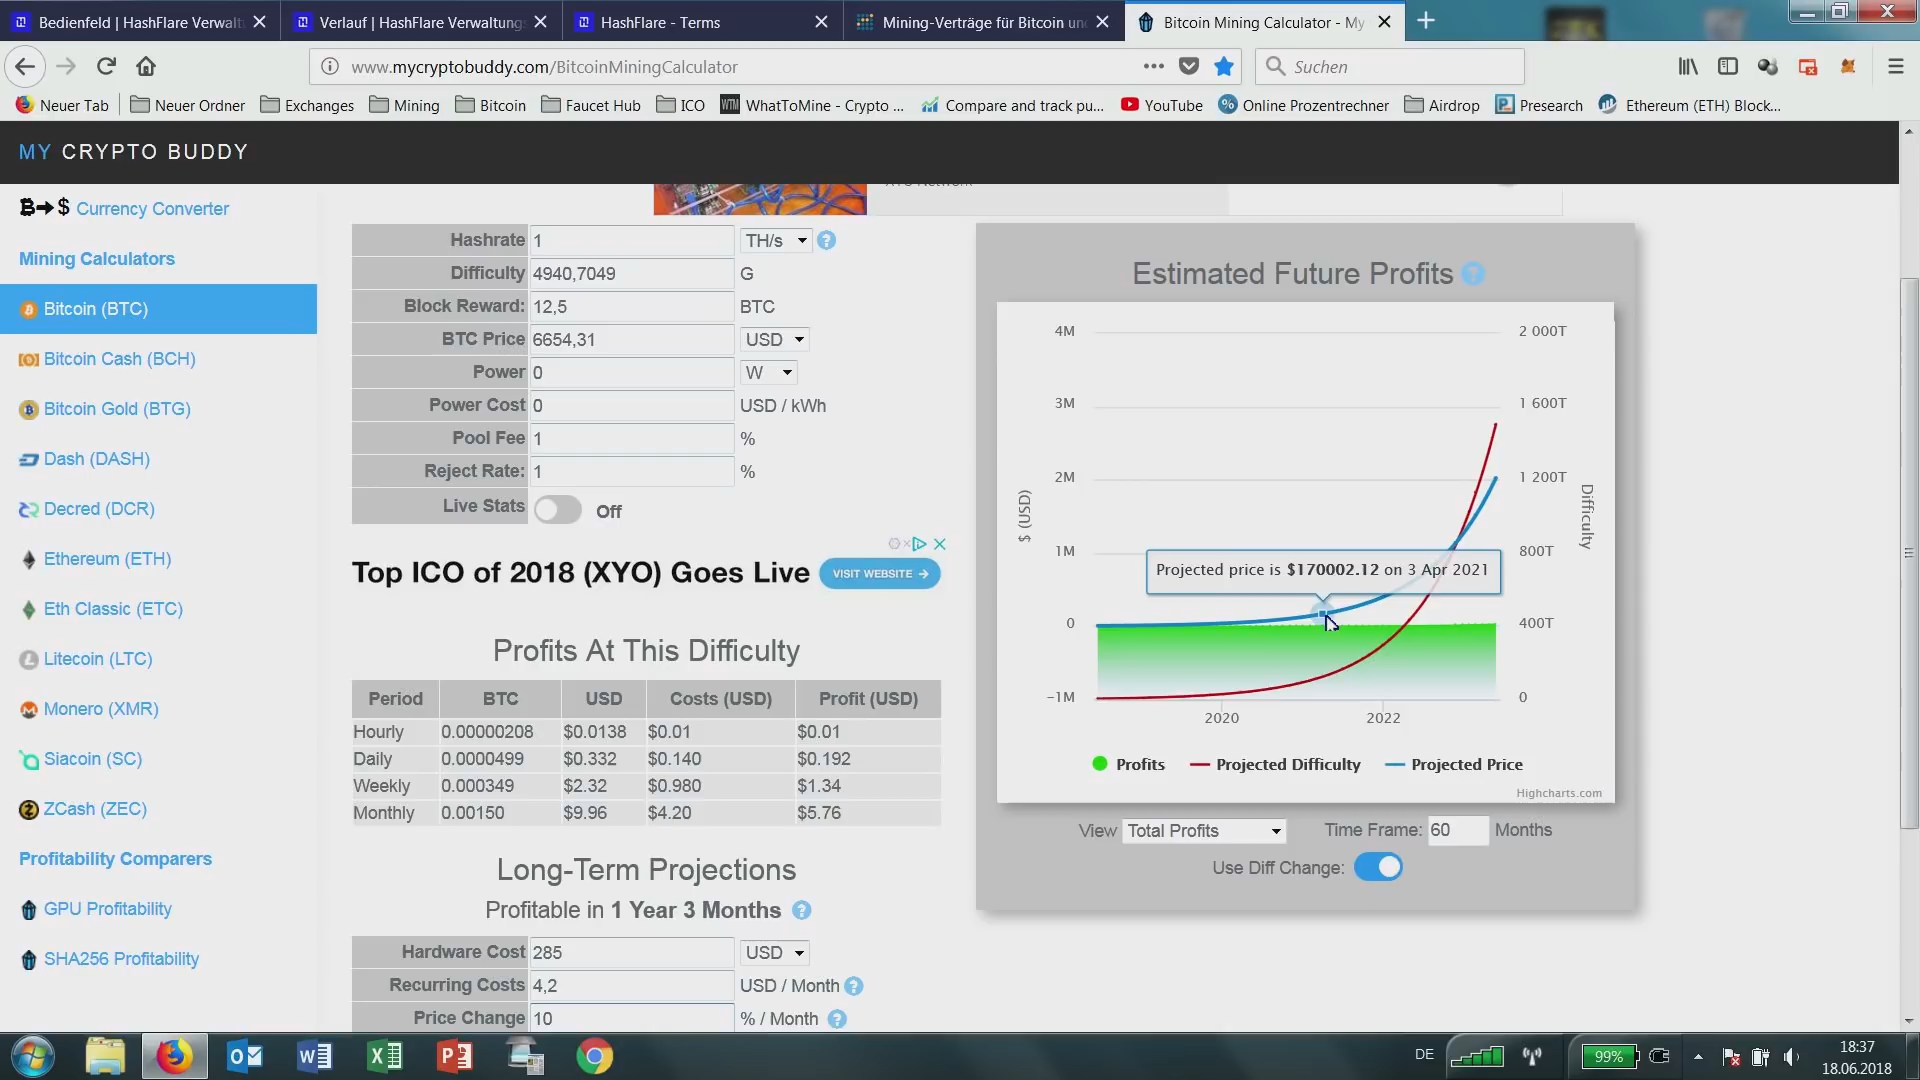 Bedienfeld | HashFlare Verwalt
Verlauf | HashFlare Verwaltungs
HashFlare - Terms
Mining-Verträge für Bitcoin un
Bitcoin Mining Calculator - My
www.mycryptobuddy.com/BitcoinMiningCalculator
Suchen
Neuer Tab
Neuer Ordner
Exchanges
Mining
Bitcoin
Faucet Hub
ICO
WTM
WhatToMine - Crypto ...
Compare and track pu...
YouTube
Online Prozentrechner
Airdrop
Presearch
Ethereum (ETH) Block...
MY CRYPTO BUDDY
$ Currency Converter
Mining Calculators
Bitcoin (BTC)
Bitcoin Cash (BCH)
Bitcoin Gold (BTG)
Dash (DASH)
Decred (DCR)
Ethereum (ETH)
Eth Classic (ETC)
Litecoin (LTC)
Monero (XMR)
Siacoin (SC)
ZCash (ZEC)
Profitability Comparers
GPU Profitability
SHA256 Profitability
Hashrate 1 TH/s ?
Difficulty 4940,7049 G
Block Reward: 12,5 BTC
BTC Price 6654,31 USD
Power 0 W
Power Cost 0 USD / kWh
Pool Fee 1 %
Reject Rate: 1 %
Live Stats Off
Top ICO of 2018 (XYO) Goes Live VISIT WEBSITE
Profits At This Difficulty
Period BTC USD Costs (USD) Profit (USD)
Hourly 0.00000208 $0.0138 $0.01 $0.01
Daily 0.0000499 $0.332 $0.140 $0.192
Weekly 0.000349 $2.32 $0.980 $1.34
Monthly 0.00150 $9.96 $4.20 $5.76
Long-Term Projections
Profitable in 1 Year 3 Months ?
Hardware Cost 285 USD
Recurring Costs 4,2 USD / Month ?
Price Change 10 % / Month ?
Estimated Future Profits ?
4M 2 000T
3M 1 600T
2M 1 200T
1M 800T
0 400T
-1M 0
$ (USD)
Difficulty
Projected price is $170002.12 on 3 Apr 2021
2020 2022
Profits Projected Difficulty Projected Price
Highcharts.com
View Total Profits Time Frame: 60 Months
Use Diff Change:
DE
99%
18:37
18.06.2018